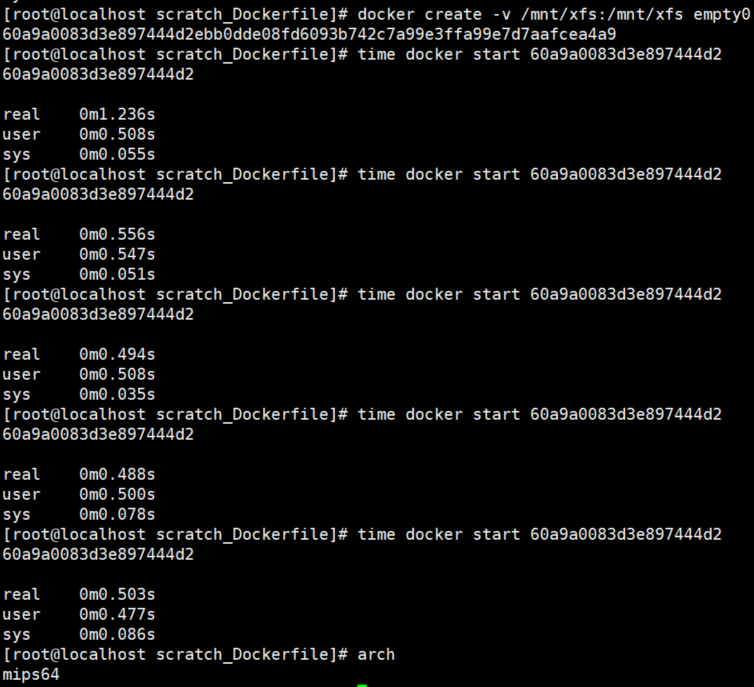 [root@localhost scratch_Dockerfile]# docker create -v /mnt/xfs:/mnt/xfs empty0
60a9a0083d3e897444d2ebb0dde08fd6093b742c7a99e3ffa99e7d7aafcea4a9
[root@localhost scratch_Dockerfile]# time docker start 60a9a0083d3e897444d2
60a9a0083d3e897444d2
real 0m1.236s
user 0m0.508s
sys 0m0.055s
[root@localhost scratch_Dockerfile]# time docker start 60a9a0083d3e897444d2
60a9a0083d3e897444d2
real 0m0.556s
user 0m0.547s
sys 0m0.051s
[root@localhost scratch_Dockerfile]# time docker start 60a9a0083d3e897444d2
60a9a0083d3e897444d2
real 0m0.494s
user 0m0.508s
sys 0m0.035s
[root@localhost scratch_Dockerfile]# time docker start 60a9a0083d3e897444d2
60a9a0083d3e897444d2
real 0m0.488s
user 0m0.500s
sys 0m0.078s
[root@localhost scratch_Dockerfile]# time docker start 60a9a0083d3e897444d2
60a9a0083d3e897444d2
real 0m0.503s
user 0m0.477s
sys 0m0.086s
[root@localhost scratch_Dockerfile]# arch
mips64